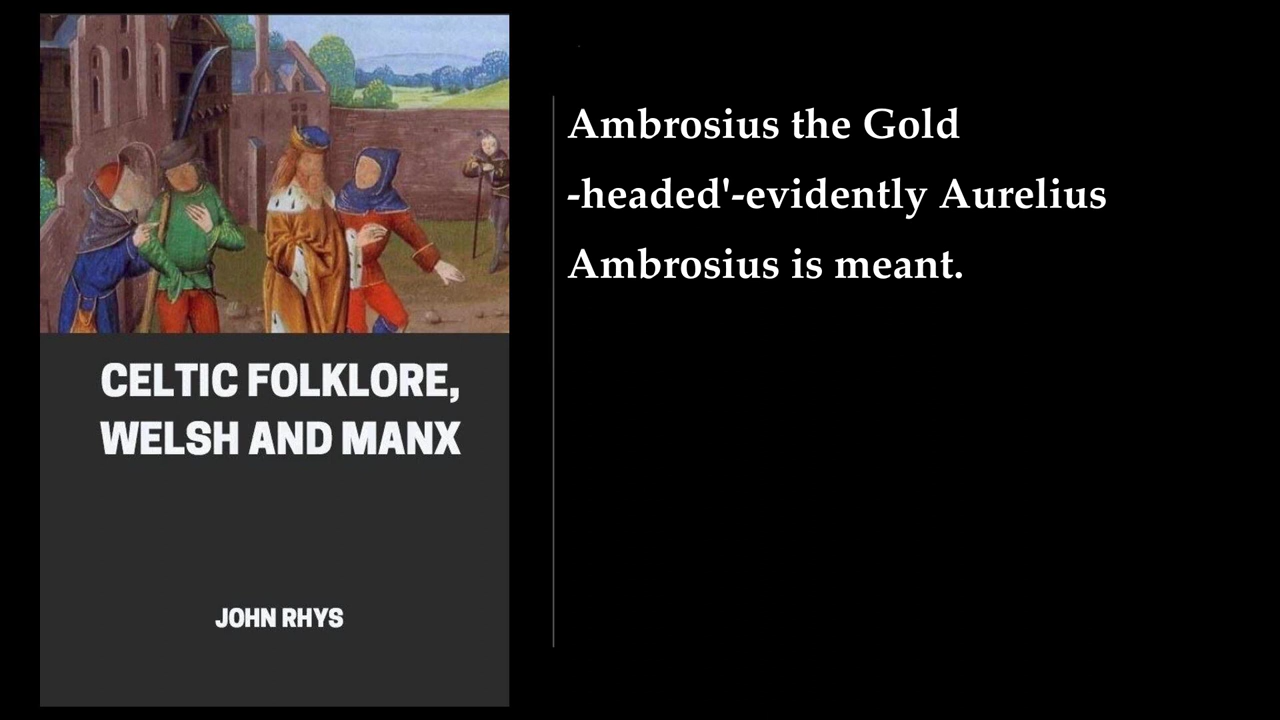 CELTIC FOLKLORE,
WELSH AND MANX
JOHN RHYS
Ambrosius the Gold
-headed'-evidently Aurelius
Ambrosius is meant.